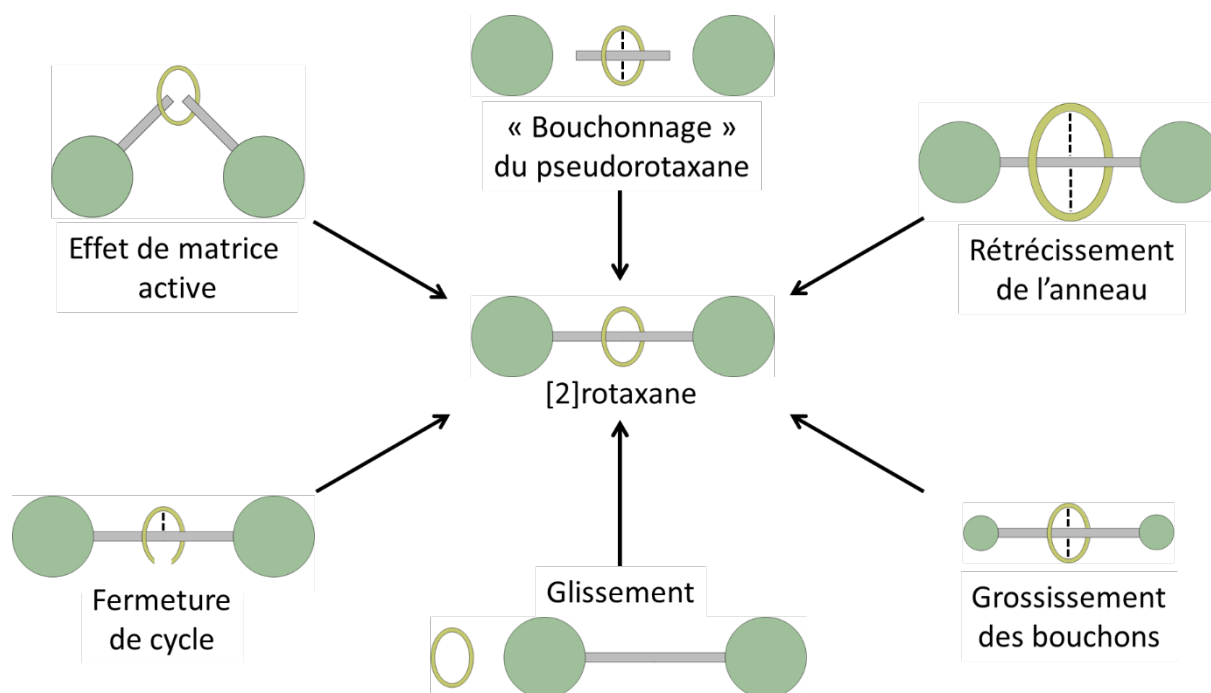 « Bouchonnage »
du pseudorotaxane
Effet de matrice
active
Rétrécissement
de l’anneau
[2]rotaxane
Fermeture
de cycle
Glissement
Grossissement
des bouchons